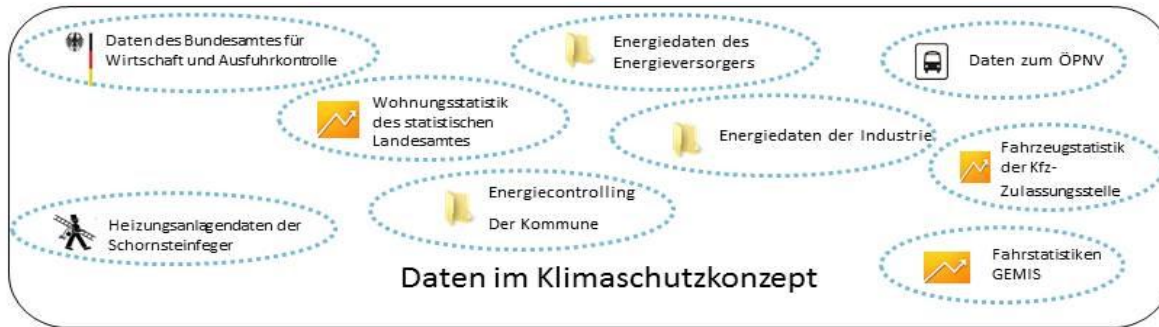 Daten des Bundesamtes für
Wirtschaft und Ausfuhrkontrolle
Energiedaten des
Energieversorgers
Daten zum ÖPNV
Wohnungsstatistik
des statistischen
Landesamtes
Energiedaten der Industrie
Fahrzeugstatistik
der Kfz-
Zulassungsstelle
Energiecontrolling
Der Kommune
Heizungsanlagendaten der
Schornsteinfeger
Fahrstatistiken
GEMIS
Daten im Klimaschutzkonzept